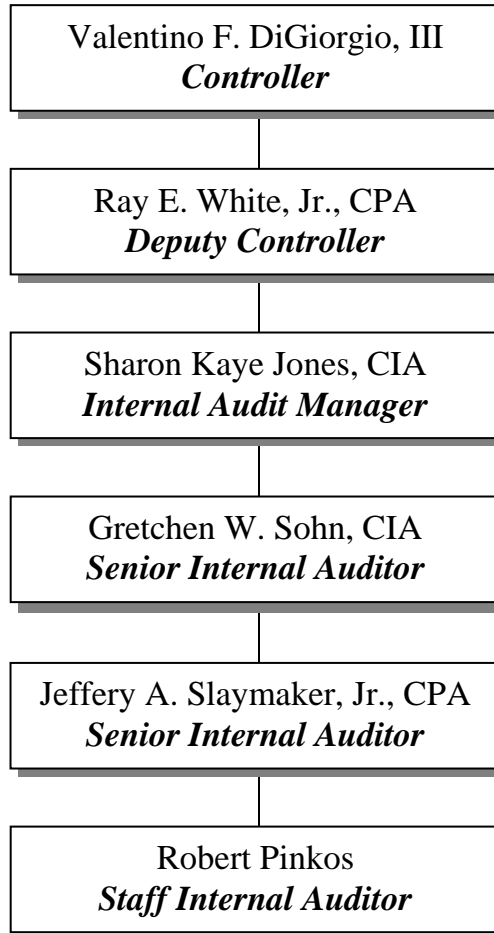 Valentino F. DiGiorgio, III
Controller
Ray E. White, Jr., CPA
Deputy Controller
Sharon Kaye Jones, CIA
Internal Audit Manager
Gretchen W. Sohn, CIA
Senior Internal Auditor
Jeffery A. Slaymaker, Jr., CPA
Senior Internal Auditor
Robert Pinkos
Staff Internal Auditor